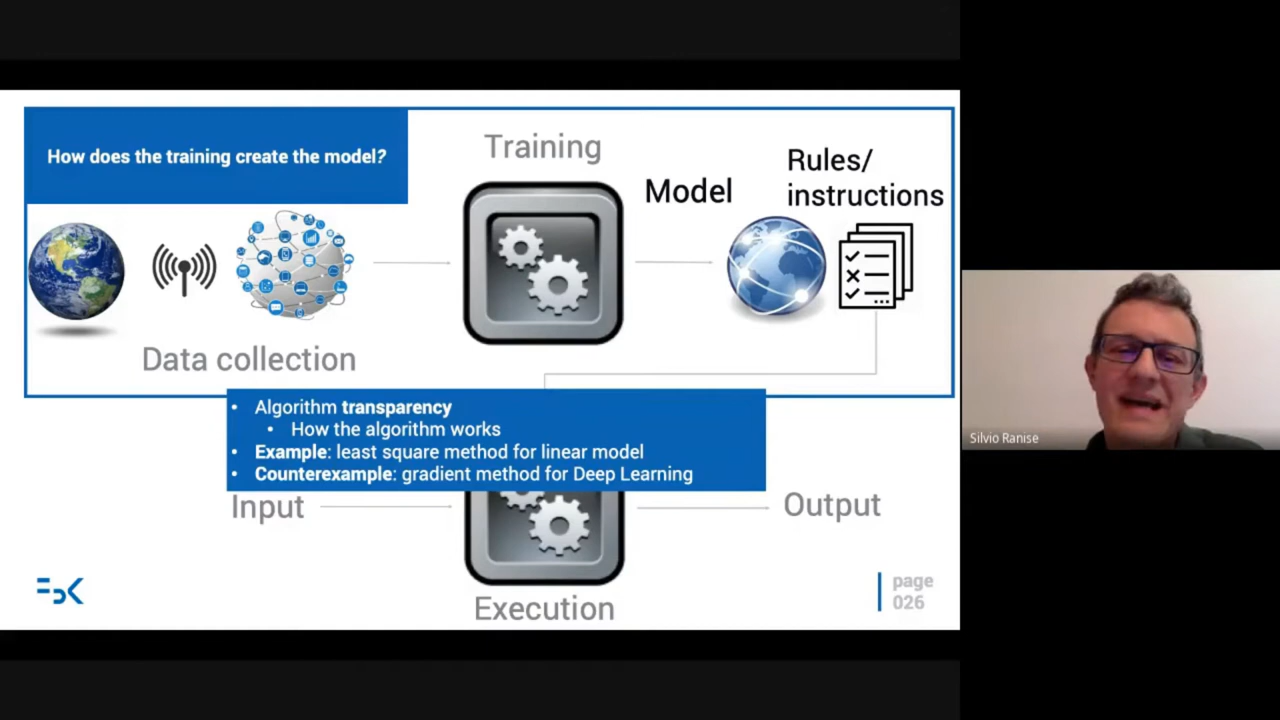 How does the training create the model?
Training
Model
Rules/
instructions
Data collection
• Algorithm transparency
• How the algorithm works
• Example: least square method for linear model
• Counterexample: gradient method for Deep Learning
Input
Output
Execution
FBK
page
026
Silvio Ranise